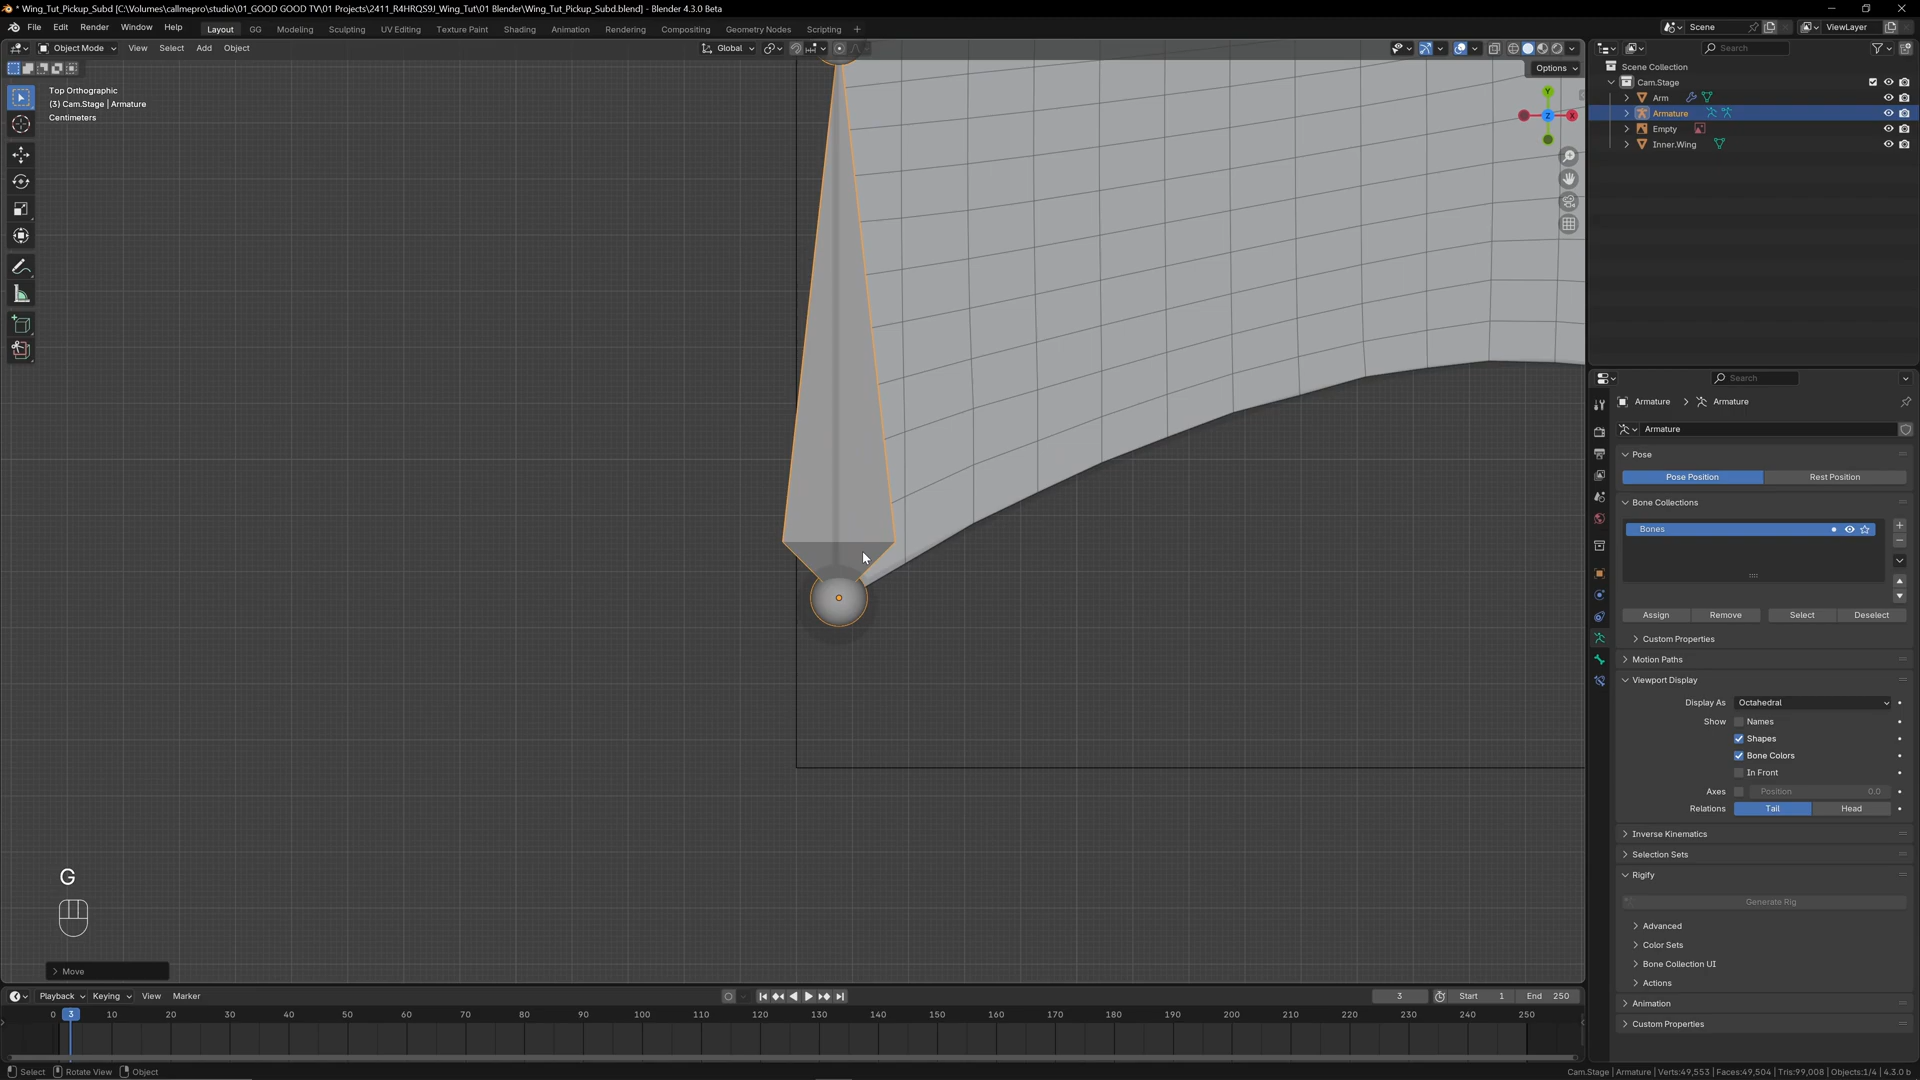 * Wing_Tut_Pickup_Subd [C:\Volumes\callmepro\studio\01_GOOD GOOD TV\01 Projects\2411_R4HRQS9J_Wing_Tut\01 Blender\Wing_Tut_Pickup_Subd.blend] - Blender 4.3.0 Beta
File Edit Render Window Help Layout GG Modeling Sculpting UV Editing Texture Paint Shading Animation Rendering Compositing Geometry Nodes Scripting + Scene ViewLayer
Object Mode View Select Add Object Global Search
Options
Top Orthographic
(3) Cam.Stage | Armature
Centimeters
Y
X
Z
Scene Collection
Cam.Stage
Arm
Armature
Empty
Inner.Wing
Search
Armature > Armature
Armature
Pose
Pose Position Rest Position
Bone Collections
Bones
Assign Remove Select Deselect
Custom Properties
Motion Paths
Viewport Display
Display As Octahedral
Show Names
Shapes
Bone Colors
In Front
Axes Position 0.0
Relations Tail Head
Inverse Kinematics
Selection Sets
Rigify
Generate Rig
Advanced
Color Sets
Bone Collection UI
Actions
Animation
Custom Properties
G
Move
Playback Keying View Marker 3 Start 1 End 250
0 3 10 20 30 40 50 60 70 80 90 100 110 120 130 140 150 160 170 180 190 200 210 220 230 240 250
Select Rotate View Object Cam.Stage | Armature | Verts:49,553 | Faces:49,504 | Tris:99,008 | Objects:1/4 | 4.3.0 b